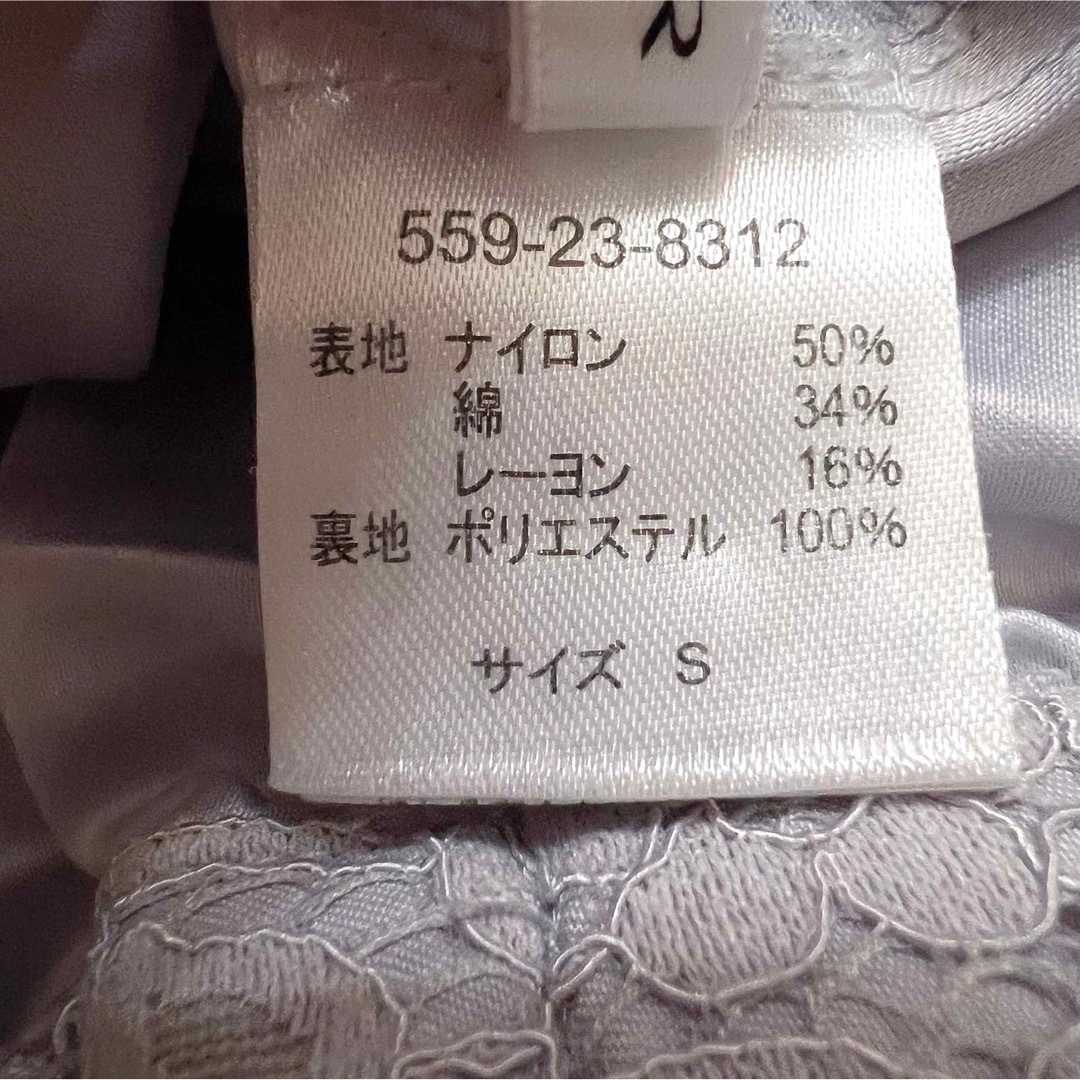 559-23-8312
表地 ナイロン 50%
綿 34%
レーヨン 16%
裏地 ポリエステル 100%
サイズ S